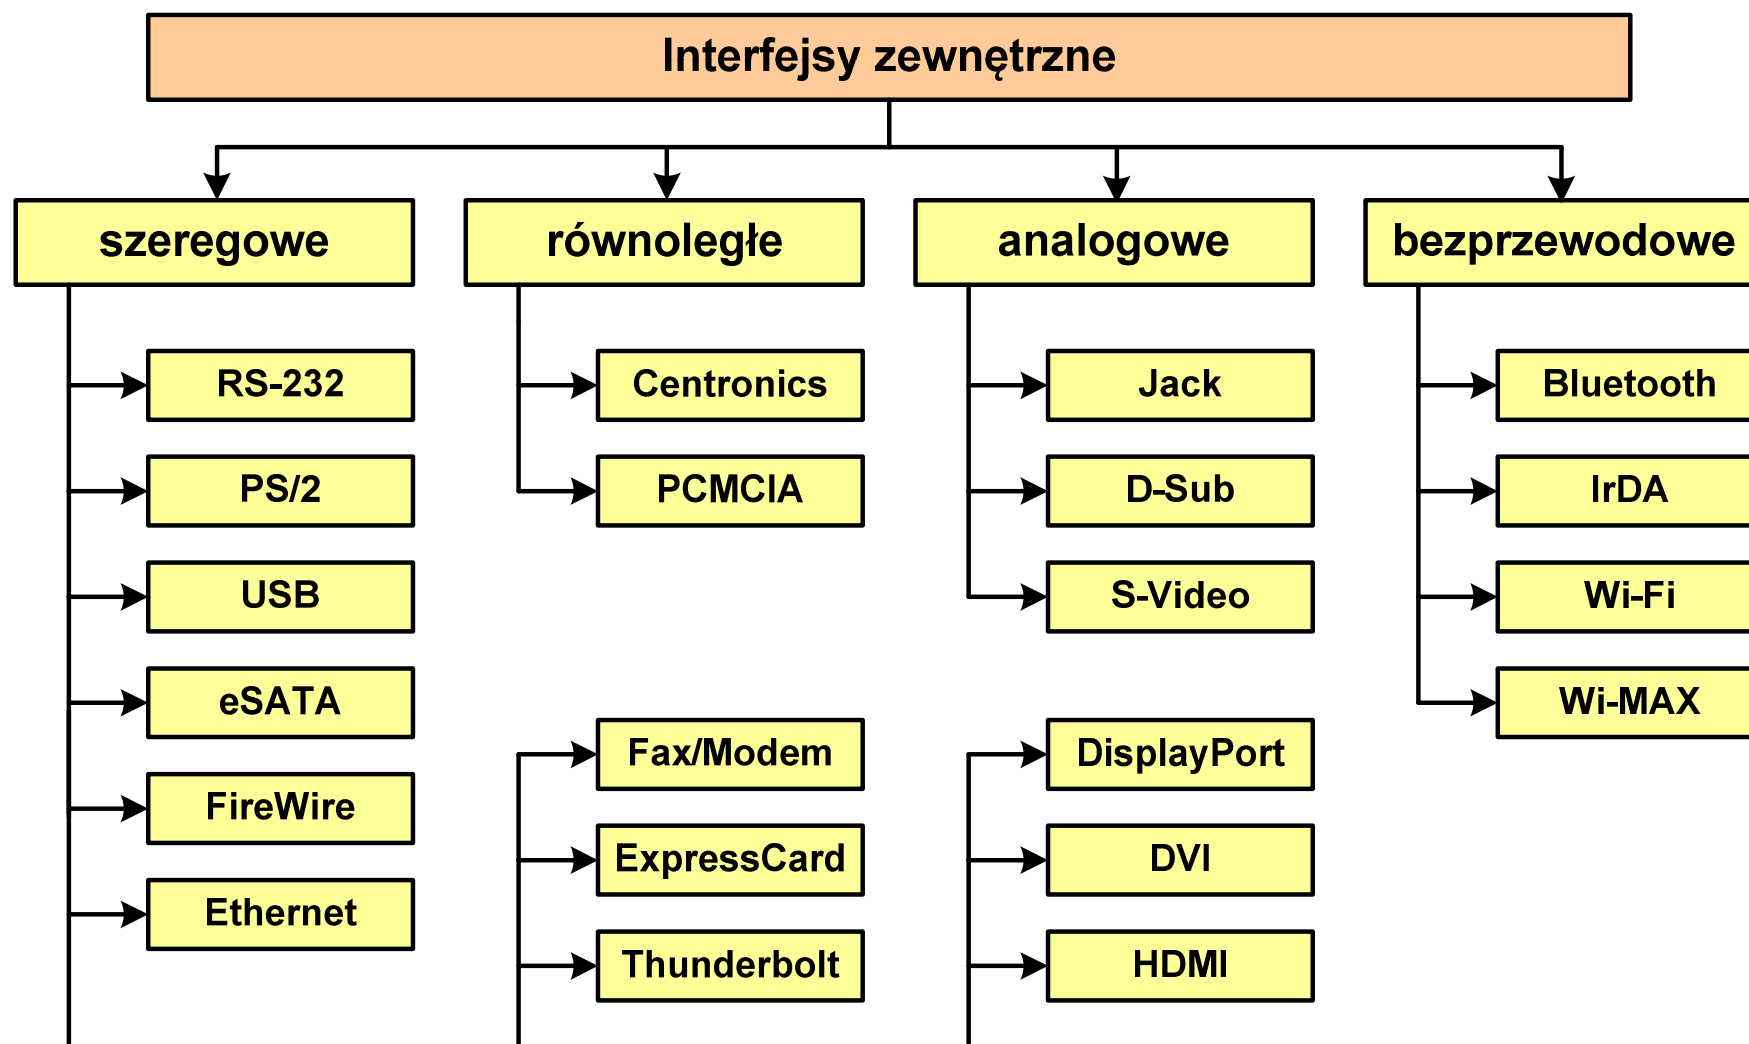 Interfejsy zewnętrzne
szeregowe
równoległe
analogowe
bezprzewodowe
RS-232
PS/2
USB
eSATA
FireWire
Ethernet
Centronics
PCMCIA
Fax/Modem
ExpressCard
Thunderbolt
Jack
D-Sub
S-Video
DisplayPort
DVI
HDMI
Bluetooth
IrDA
Wi-Fi
Wi-MAX